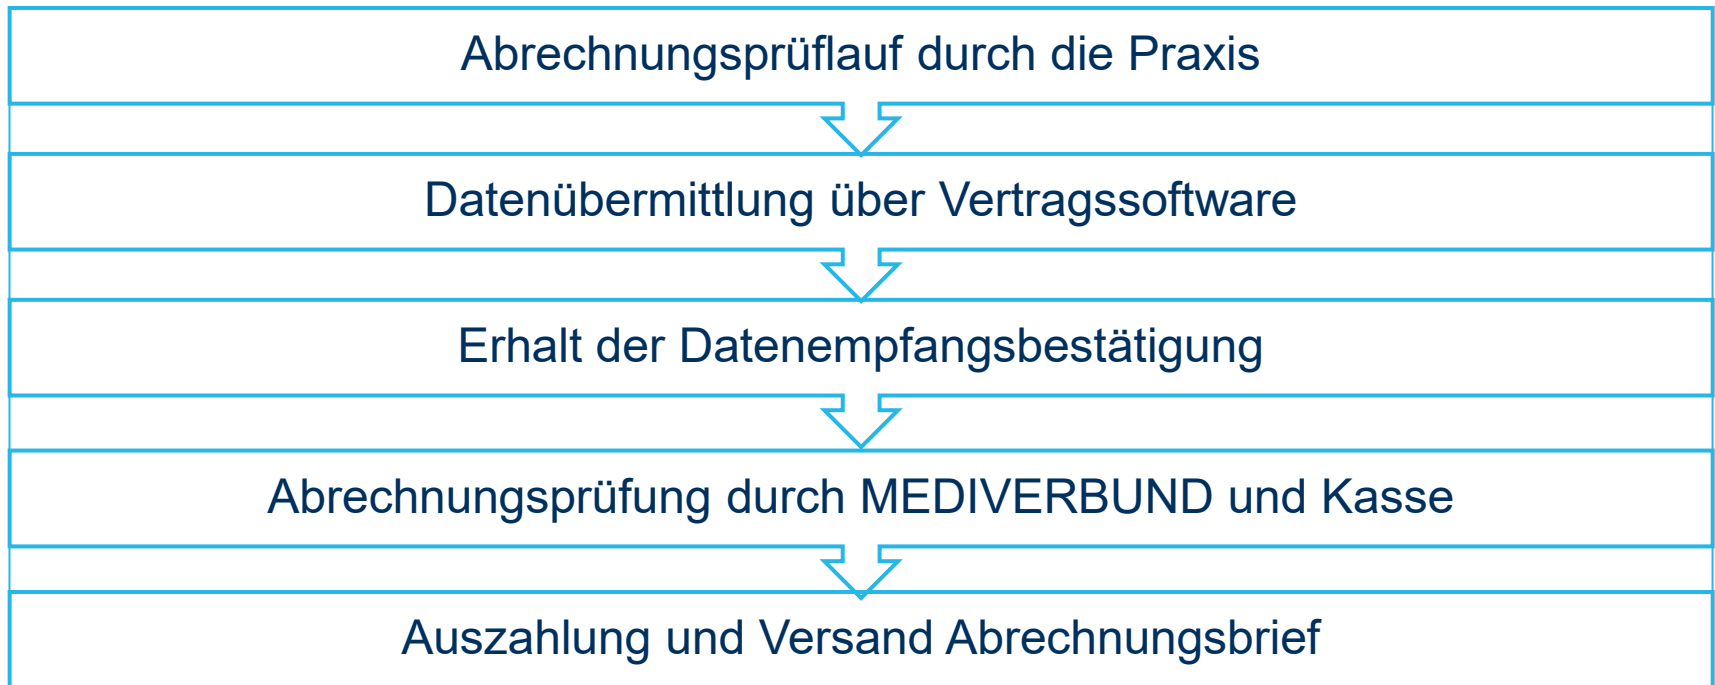 Abrechnungsprüflauf durch die Praxis
Datenübermittlung über Vertragssoftware
Erhalt der Datenempfangsbestätigung
Abrechnungsprüfung durch MEDIVERBUND und Kasse
Auszahlung und Versand Abrechnungsbrief